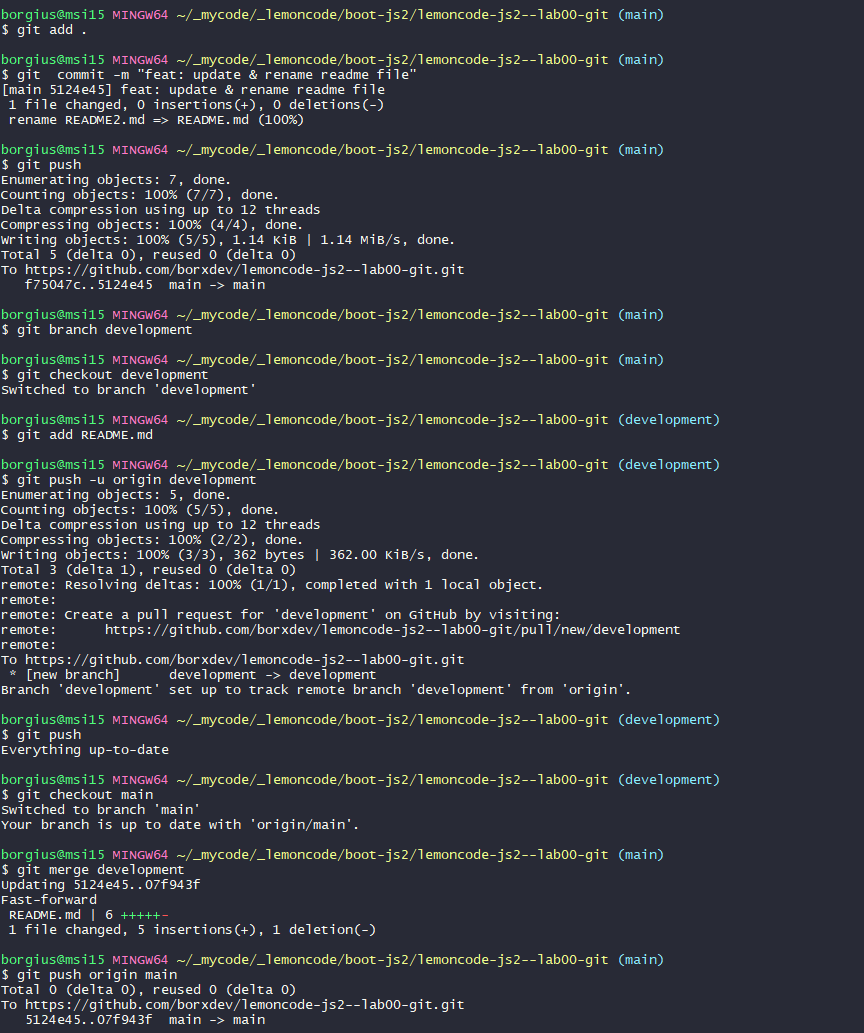 borgius@msi15 MINGW64 ~/_mycode/_lemoncode/boot-js2/lemoncode-js2--lab00-git (main)
$ git add .
borgius@msi15 MINGW64 ~/_mycode/_lemoncode/boot-js2/lemoncode-js2--lab00-git (main)
$ git  commit -m "feat: update & rename readme file"
[main 5124e45] feat: update & rename readme file
 1 file changed, 0 insertions(+), 0 deletions(-)
 rename README2.md => README.md (100%)
borgius@msi15 MINGW64 ~/_mycode/_lemoncode/boot-js2/lemoncode-js2--lab00-git (main)
$ git push
Enumerating objects: 7, done.
Counting objects: 100% (7/7), done.
Delta compression using up to 12 threads
Compressing objects: 100% (4/4), done.
Writing objects: 100% (5/5), 1.14 KiB | 1.14 MiB/s, done.
Total 5 (delta 0), reused 0 (delta 0)
To https://github.com/borxdev/lemoncode-js2--lab00-git.git
   f75047c..5124e45  main -> main
borgius@msi15 MINGW64 ~/_mycode/_lemoncode/boot-js2/lemoncode-js2--lab00-git (main)
$ git branch development
borgius@msi15 MINGW64 ~/_mycode/_lemoncode/boot-js2/lemoncode-js2--lab00-git (main)
$ git checkout development
Switched to branch 'development'
borgius@msi15 MINGW64 ~/_mycode/_lemoncode/boot-js2/lemoncode-js2--lab00-git (development)
$ git add README.md
borgius@msi15 MINGW64 ~/_mycode/_lemoncode/boot-js2/lemoncode-js2--lab00-git (development)
$ git push -u origin development
Enumerating objects: 5, done.
Counting objects: 100% (5/5), done.
Delta compression using up to 12 threads
Compressing objects: 100% (2/2), done.
Writing objects: 100% (3/3), 362 bytes | 362.00 KiB/s, done.
Total 3 (delta 1), reused 0 (delta 0)
remote: Resolving deltas: 100% (1/1), completed with 1 local object.
remote:
remote: Create a pull request for 'development' on GitHub by visiting:
remote:      https://github.com/borxdev/lemoncode-js2--lab00-git/pull/new/development
remote:
To https://github.com/borxdev/lemoncode-js2--lab00-git.git
 * [new branch]      development -> development
Branch 'development' set up to track remote branch 'development' from 'origin'.
borgius@msi15 MINGW64 ~/_mycode/_lemoncode/boot-js2/lemoncode-js2--lab00-git (development)
$ git push
Everything up-to-date
borgius@msi15 MINGW64 ~/_mycode/_lemoncode/boot-js2/lemoncode-js2--lab00-git (development)
$ git checkout main
Switched to branch 'main'
Your branch is up to date with 'origin/main'.
borgius@msi15 MINGW64 ~/_mycode/_lemoncode/boot-js2/lemoncode-js2--lab00-git (main)
$ git merge development
Updating 5124e45..07f943f
Fast-forward
 README.md | 6 +++++-
 1 file changed, 5 insertions(+), 1 deletion(-)
borgius@msi15 MINGW64 ~/_mycode/_lemoncode/boot-js2/lemoncode-js2--lab00-git (main)
$ git push origin main
Total 0 (delta 0), reused 0 (delta 0)
To https://github.com/borxdev/lemoncode-js2--lab00-git.git
   5124e45..07f943f  main -> main